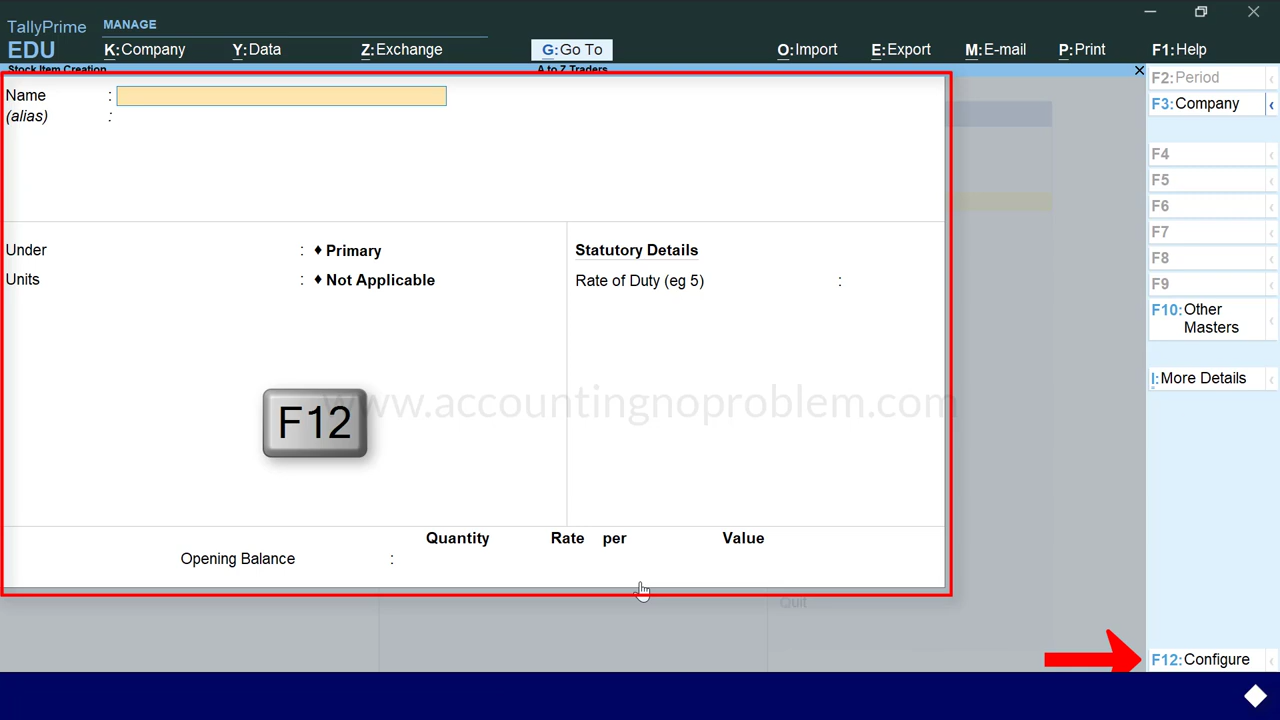 TallyPrime
EDU
MANAGE
K:Company Y:Data Z:Exchange G:Go To O:Import E:Export M:E-mail P:Print F1:Help
Stock Item Creation A to Z Traders
Name :
(alias) :
Under : ♦ Primary
Units : ♦ Not Applicable
Statutory Details
Rate of Duty (eg 5) :
F12
www.accountingnoproblem.com
Quantity Rate per Value
Opening Balance :
Quit
F2:Period
F3:Company
F4
F5
F6
F7
F8
F9
F10:Other
Masters
I:More Details
F12:Configure